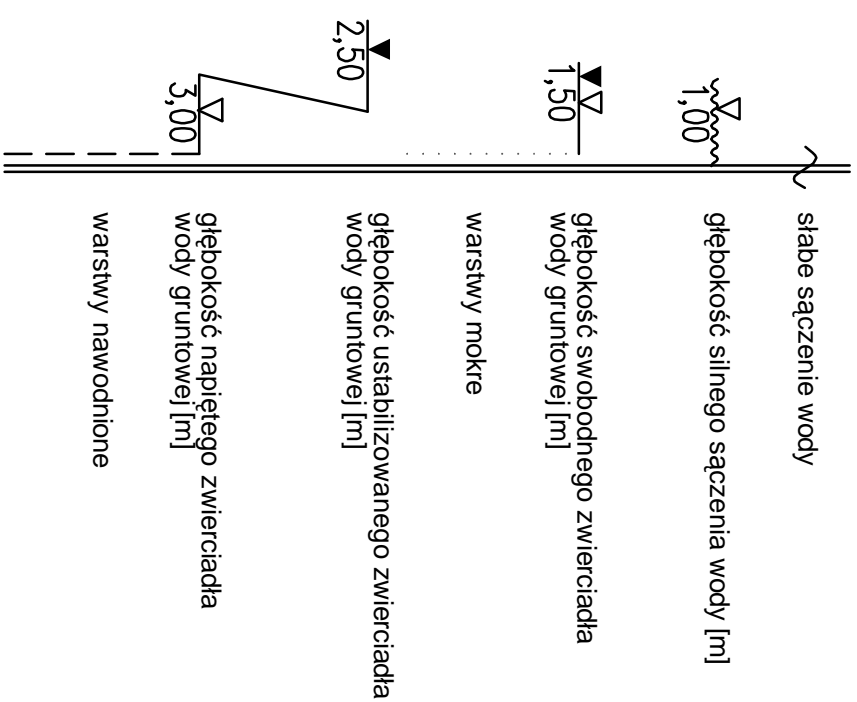 słabe sączenie wody
1,00
głębokość silnego sączenia wody [m]
1,50
głębokość swobodnego zwierciadła
wody gruntowej [m]
warstwy mokre
2,50
głębokość ustabilizowanego zwierciadła
wody gruntowej [m]
3,00
głębokość napiętego zwierciadła
wody gruntowej [m]
warstwy nawodnione